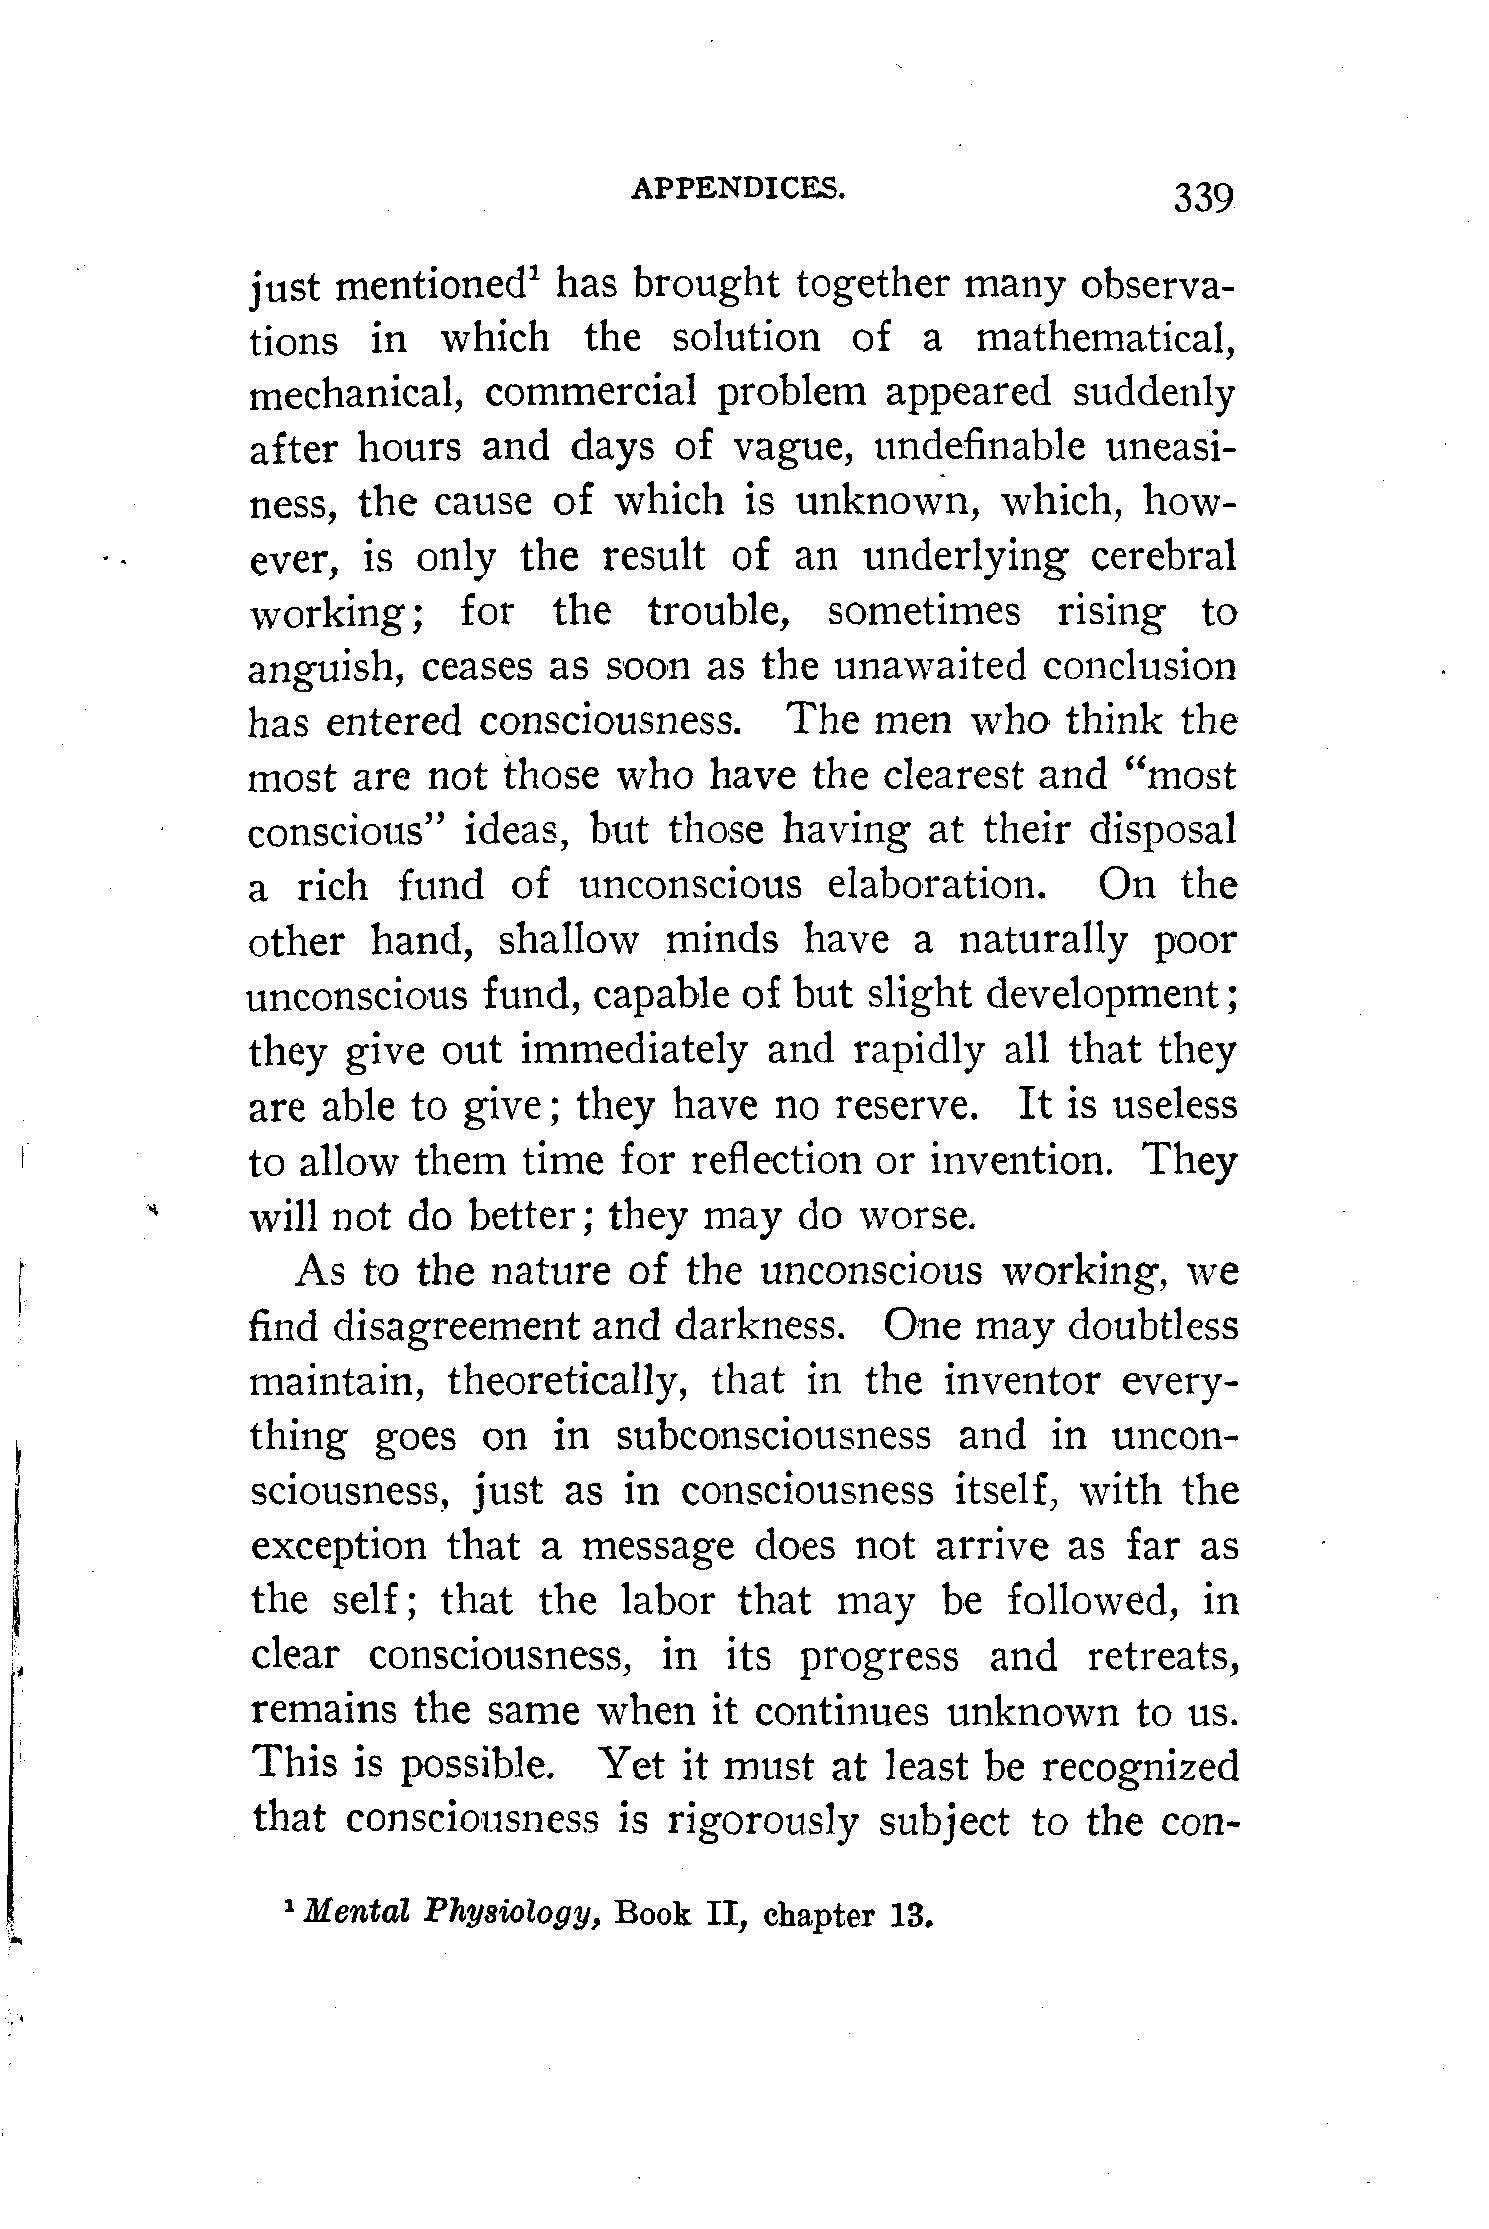 APPENDICES. 339
just mentioned¹ has brought together many observa-
tions in which the solution of a mathematical,
mechanical, commercial problem appeared suddenly
after hours and days of vague, undefinable uneasi-
ness, the cause of which is unknown, which, how-
ever, is only the result of an underlying cerebral
working; for the trouble, sometimes rising to
anguish, ceases as soon as the unawaited conclusion
has entered consciousness. The men who think the
most are not those who have the clearest and “most
conscious” ideas, but those having at their disposal
a rich fund of unconscious elaboration. On the
other hand, shallow minds have a naturally poor
unconscious fund, capable of but slight development;
they give out immediately and rapidly all that they
are able to give; they have no reserve. It is useless
to allow them time for reflection or invention. They
will not do better; they may do worse.
As to the nature of the unconscious working, we
find disagreement and darkness. One may doubtless
maintain, theoretically, that in the inventor every-
thing goes on in subconsciousness and in uncon-
sciousness, just as in consciousness itself, with the
exception that a message does not arrive as far as
the self; that the labor that may be followed, in
clear consciousness, in its progress and retreats,
remains the same when it continues unknown to us.
This is possible. Yet it must at least be recognized
that consciousness is rigorously subject to the con-
¹ Mental Physiology, Book II, chapter 13.